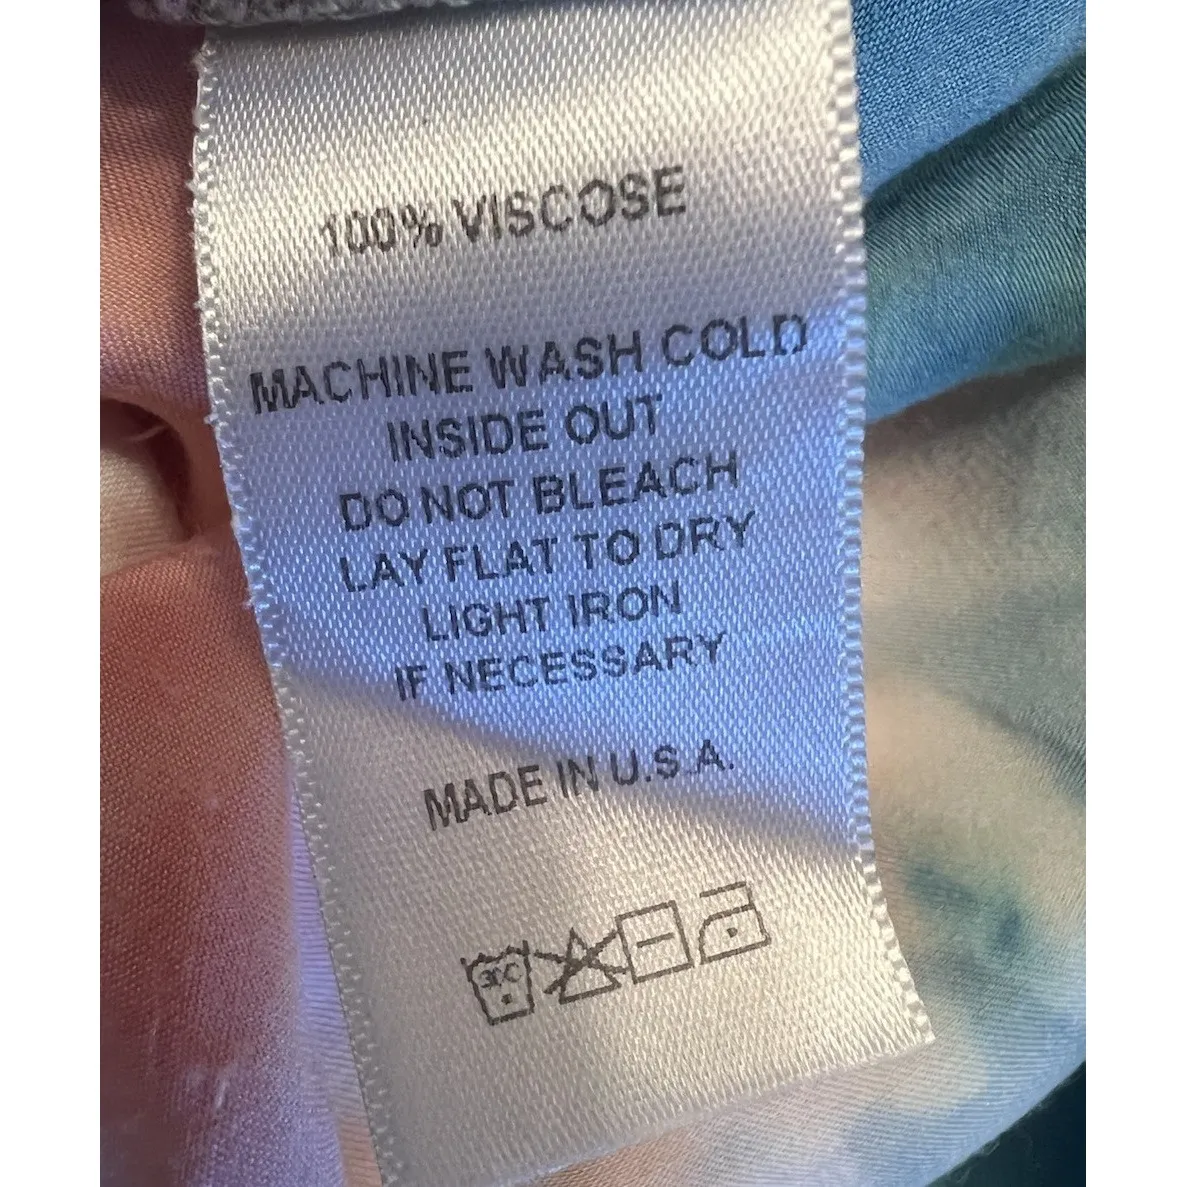 100% VISCOSE
MACHINE WASH COLD
INSIDE OUT
DO NOT BLEACH
LAY FLAT TO DRY
LIGHT IRON
IF NECESSARY
MADE IN U.S.A.
30C